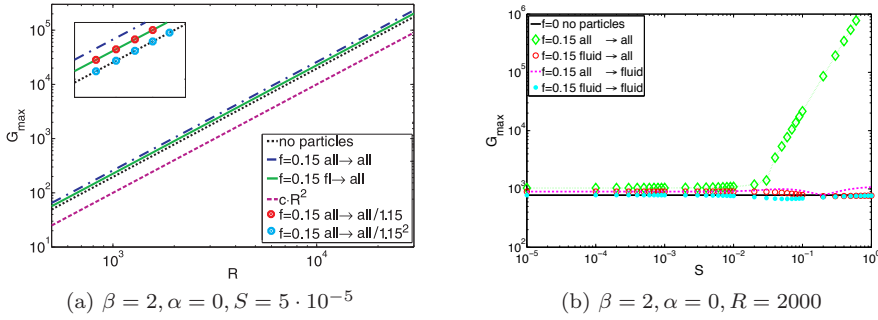 10^5
10^4
10^3
10^2
10^1
G_max
10^3
10^4
R
no particles
f=0.15 all→ all
f=0.15 fl→ all
c·R^2
f=0.15 all→ all/1.15
f=0.15 all→ all/1.15^2
(a) β = 2, α = 0, S = 5 · 10^−5
10^6
10^5
10^4
10^3
10^2
G_max
10^−5
10^−4
10^−3
10^−2
10^−1
10^0
S
f=0 no particles
f=0.15 all → all
f=0.15 fluid → all
f=0.15 all → fluid
f=0.15 fluid → fluid
(b) β = 2, α = 0, R = 2000